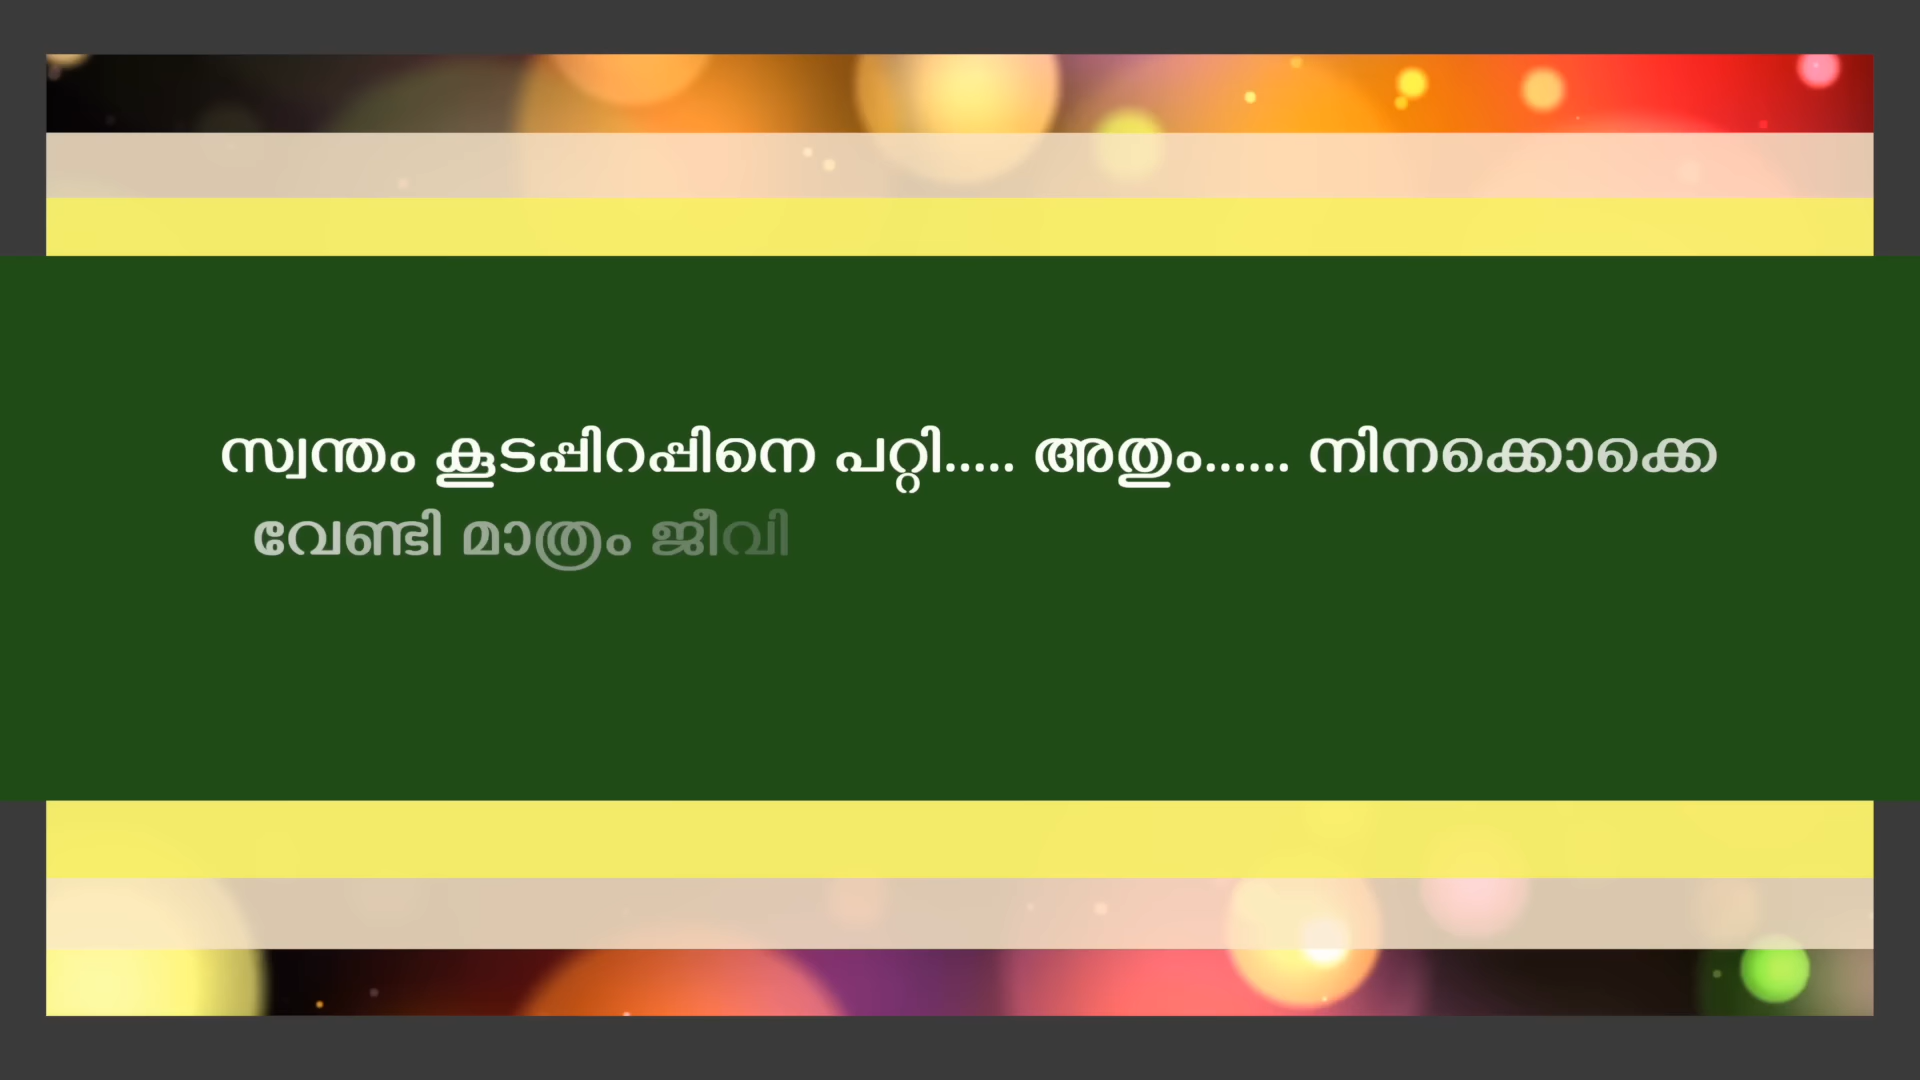 സ്വന്തം കൂടപ്പിറപ്പിനെ പറ്റി..... അതും...... നിനക്കൊക്കെ
വേണ്ടി മാത്രം ജീവി